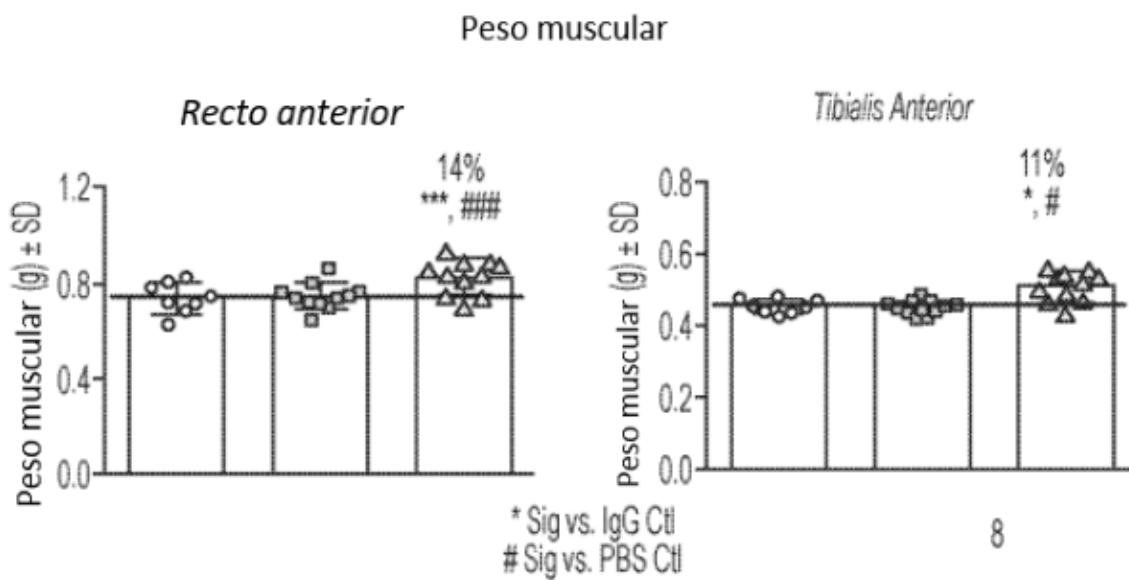 Peso muscular
Recto anterior
14%
***, ###
Peso muscular (g) ± SD
1.2
0.8
0.4
0.0
Tibialis Anterior
11%
*, #
Peso muscular (g) ± SD
0.8
0.6
0.4
0.2
0.0
* Sig vs. IgG Ctl
# Sig vs. PBS Ctl
8